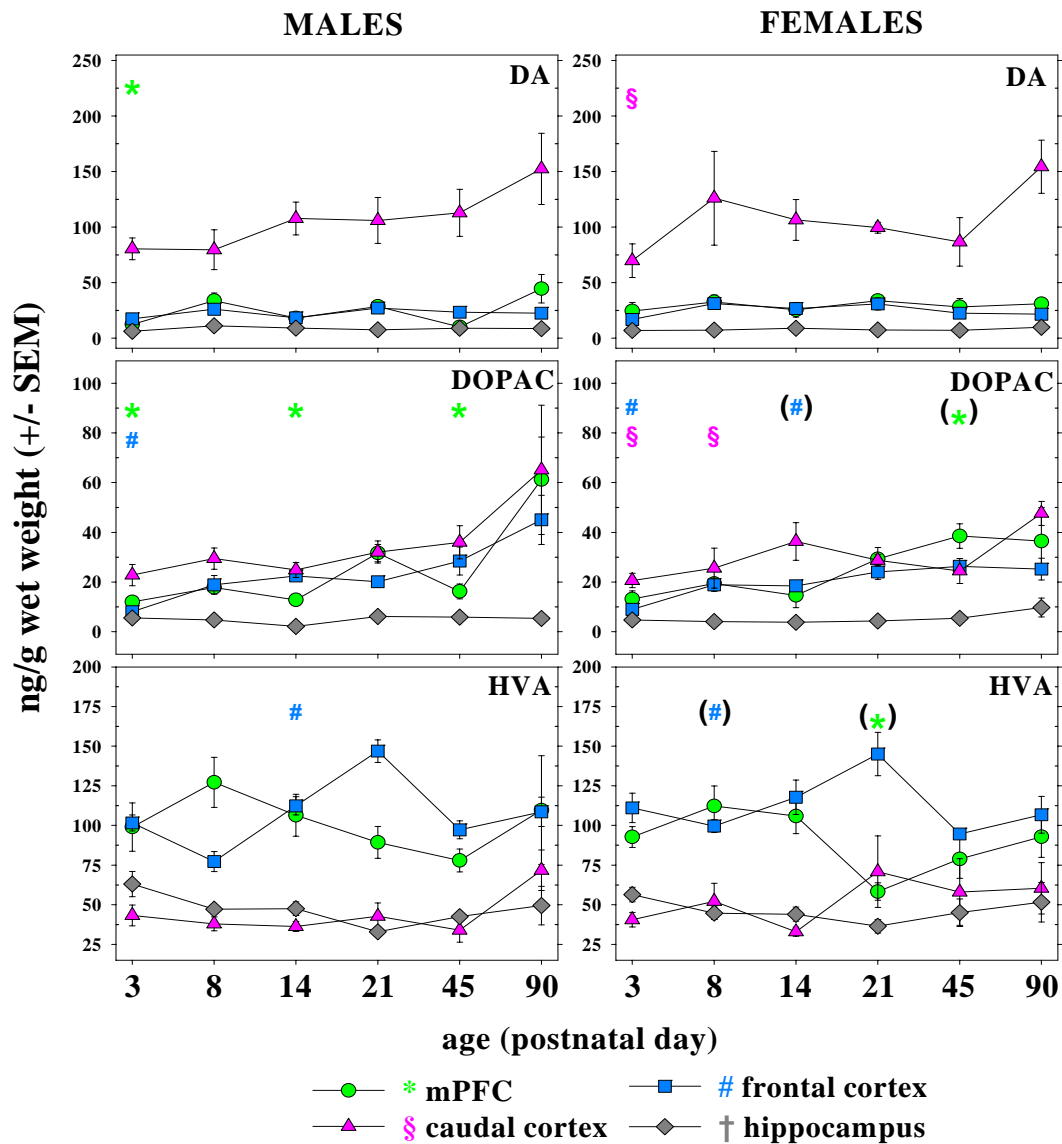 MALES FEMALES
ng/g wet weight (+/- SEM)
250 DA DA
* §
200
150
100
50
0
100 DOPAC DOPAC
* * * # (#) (*)
80 # § §
60
40
20
0
200 HVA HVA
175 # (#) (*)
150
125
100
75
50
25
3 8 14 21 45 90 3 8 14 21 45 90
age (postnatal day)
* mPFC # frontal cortex
§ caudal cortex † hippocampus